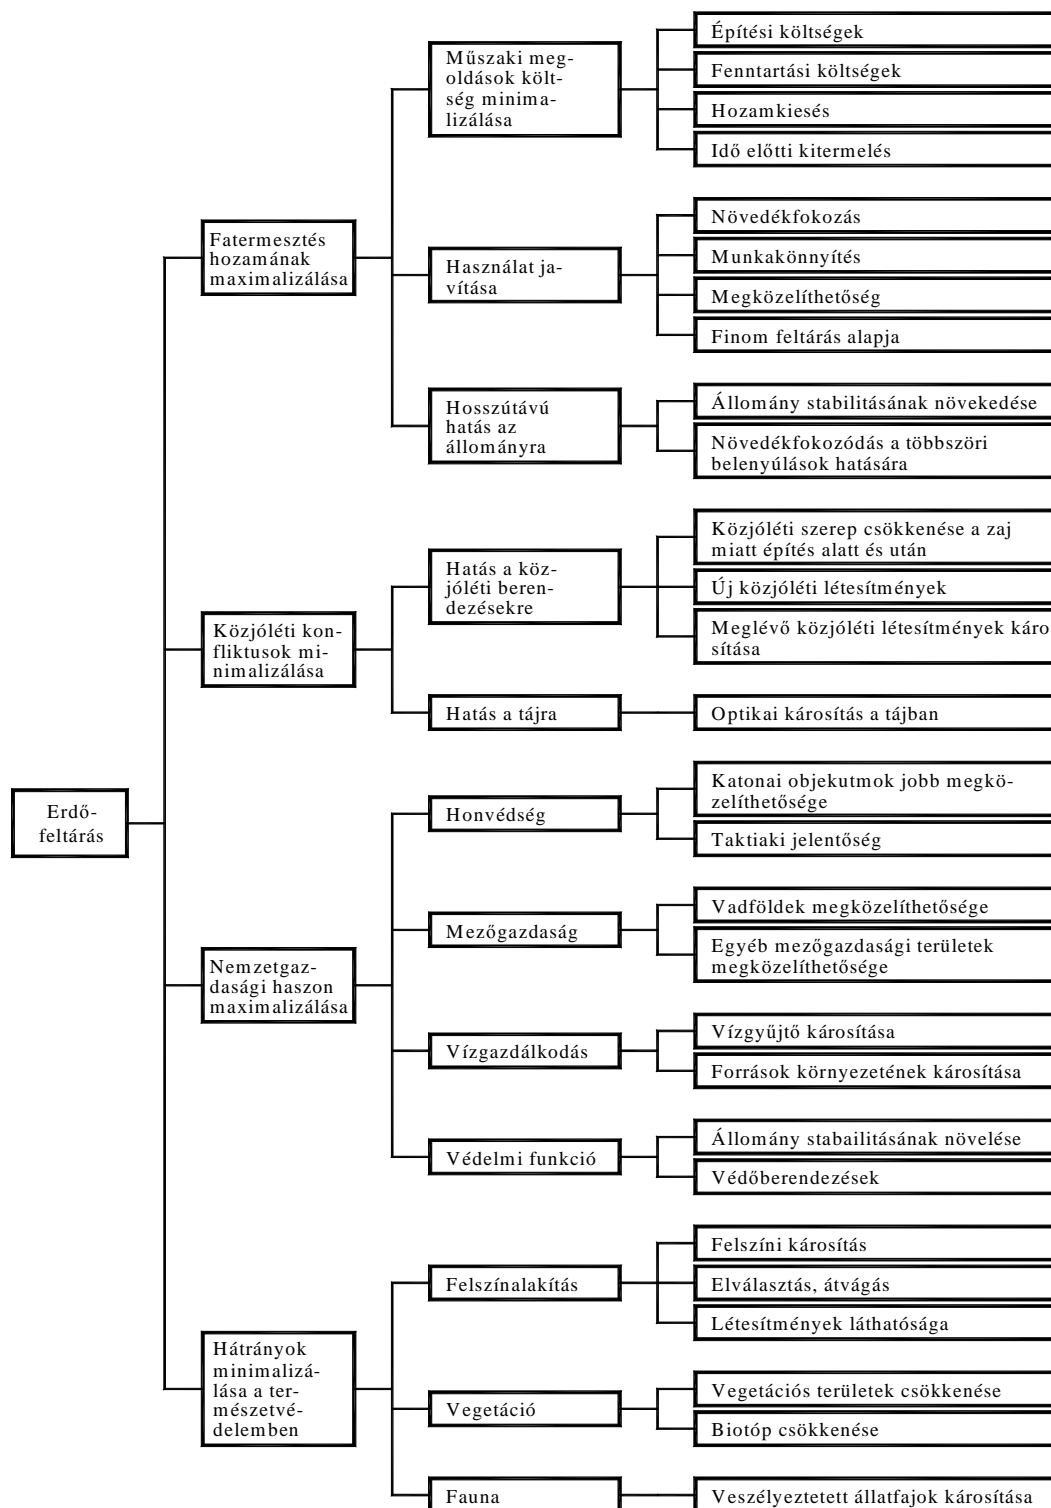 Építési költségek
Műszaki meg-
oldások költ-
ség minima-
lizálása
Fenntartási költségek
Hozamkiesés
Idő előtti kitermelés
Fatermesztés
hozamának
maximalizálása
Használat ja-
vítása
Növedékfokozás
Munkakönnyítés
Megközelíthetőség
Finom feltárás alapja
Hosszútávú
hatás az
állományra
Állomány stabilitásának növekedése
Növedékfokozódás a többszöri
belenyúlások hatására
Közjóléti kon-
fliktusok mi-
nimalizálása
Hatás a köz-
jóléti beren-
dezésekre
Közjóléti szerep csökkenése a zaj
miatt építés alatt és után
Új közjóléti létesítmények
Meglévő közjóléti létesítmények káro
sítása
Hatás a tájra
Optikai károsítás a tájban
Erdő-
feltárás
Honvédség
Katonai objekutmok jobb megkö-
zelíthetősége
Taktiaki jelentőség
Nemzetgaz-
dasági haszon
maximalizálása
Mezőgazdaság
Vadföldek megközelíthetősége
Egyéb mezőgazdasági területek
megközelíthetősége
Vízgazdálkodás
Vízgyűjtő károsítása
Források környezetének károsítása
Védelmi funkció
Állomány stabailitásának növelése
Védőberendezések
Hátrányok
minimalizá-
lása a ter-
mészetvé-
delemben
Felszínalakítás
Felszíni károsítás
Elválasztás, átvágás
Létesítmények láthatósága
Vegetáció
Vegetációs területek csökkenése
Biotóp csökkenése
Fauna
Veszélyeztetett állatfajok károsítása